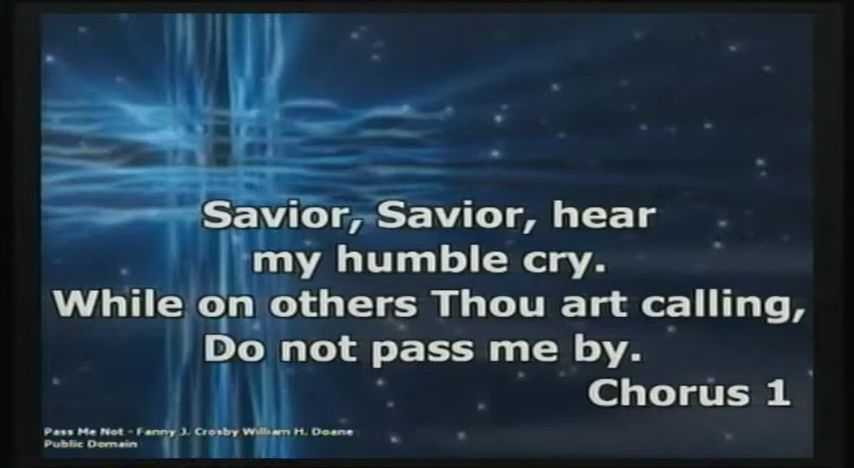 Savior, Savior, hear
my humble cry.
While on others Thou art calling,
Do not pass me by.
Chorus 1
Pass Me Not - Fanny J. Crosby William H. Doane
Public Domain